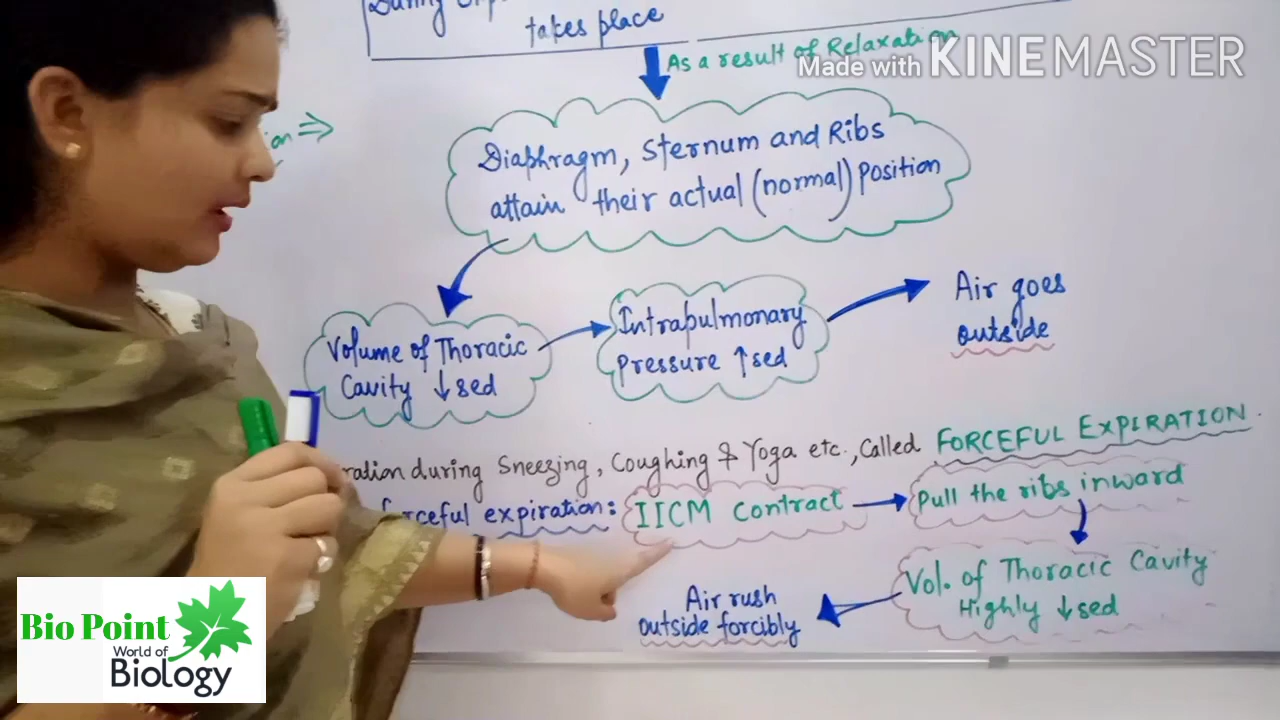 During
takes place
As a result of Relaxation
Made with KINEMASTER
ion ⇒
Diaphragm, Sternum and Ribs
attain their actual (normal) Position
Volume of Thoracic
Cavity ↓sed
Intrapulmonary
Pressure ↑sed
Air goes
outside
ration during Sneezing, Coughing & Yoga etc., Called FORCEFUL EXPIRATION.
forceful expiration: IICM Contract
Pull the ribs inward
Vol. of Thoracic Cavity
Highly ↓sed
Air rush
outside forcibly
Bio Point
World of
Biology